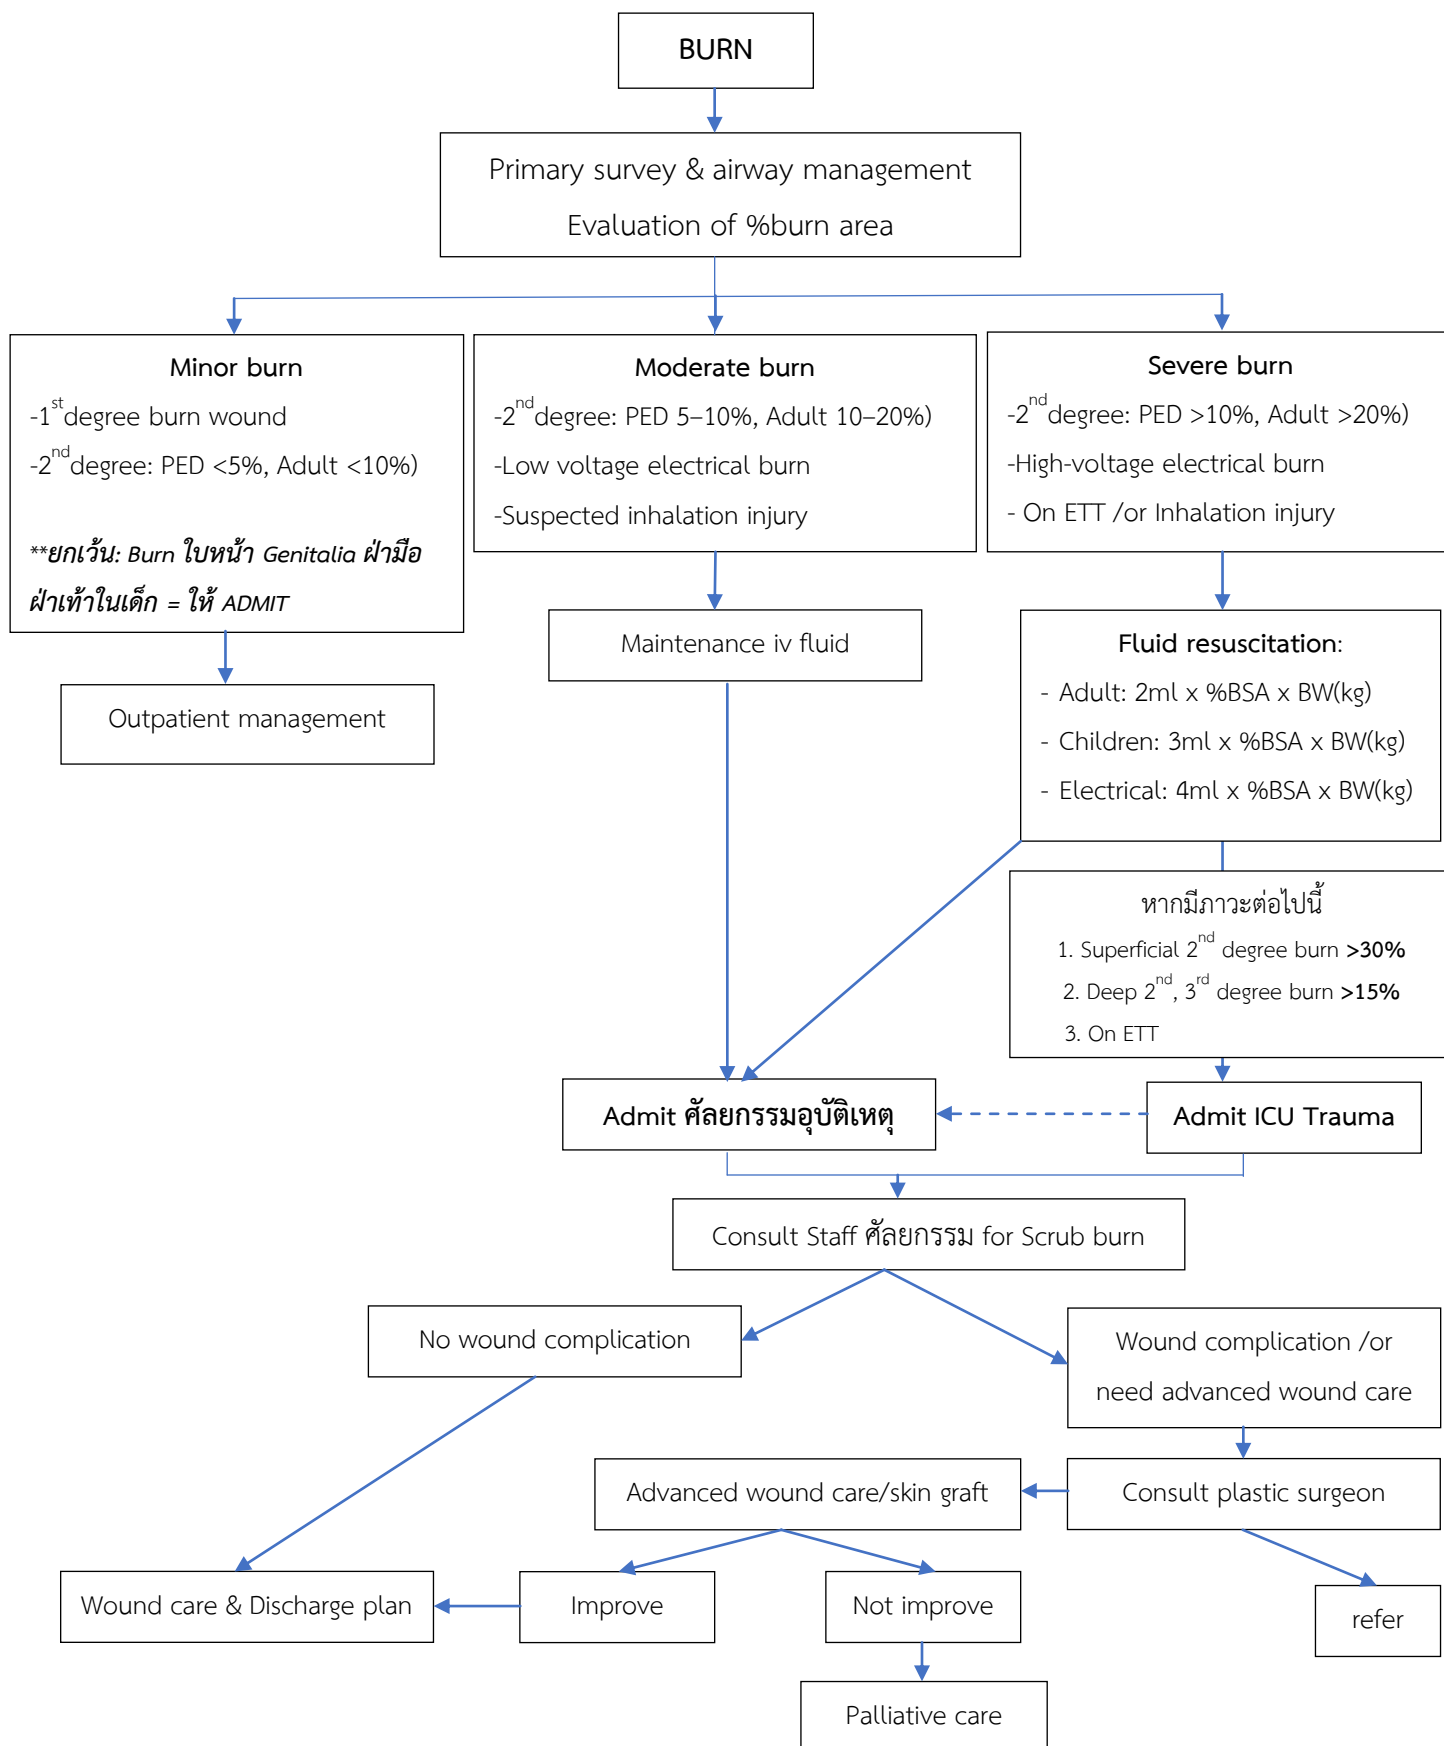 BURN
Primary survey & airway management
Evaluation of %burn area
Minor burn
-1st degree burn wound
-2nd degree: PED <5%, Adult <10%)
**ยกเว้น: Burn ใบหน้า Genitalia ฝ่ามือ
ฝ่าเท้าในเด็ก = ให้ ADMIT
Moderate burn
-2nd degree: PED 5–10%, Adult 10–20%)
-Low voltage electrical burn
-Suspected inhalation injury
Severe burn
-2nd degree: PED >10%, Adult >20%)
-High-voltage electrical burn
- On ETT /or Inhalation injury
Outpatient management
Maintenance iv fluid
Fluid resuscitation:
- Adult: 2ml x %BSA x BW(kg)
- Children: 3ml x %BSA x BW(kg)
- Electrical: 4ml x %BSA x BW(kg)
หากมีภาวะต่อไปนี้
1. Superficial 2nd degree burn >30%
2. Deep 2nd, 3rd degree burn >15%
3. On ETT
Admit ศัลยกรรมอุบัติเหตุ
Admit ICU Trauma
Consult Staff ศัลยกรรม for Scrub burn
No wound complication
Wound complication /or
need advanced wound care
Advanced wound care/skin graft
Consult plastic surgeon
Wound care & Discharge plan
Improve
Not improve
refer
Palliative care